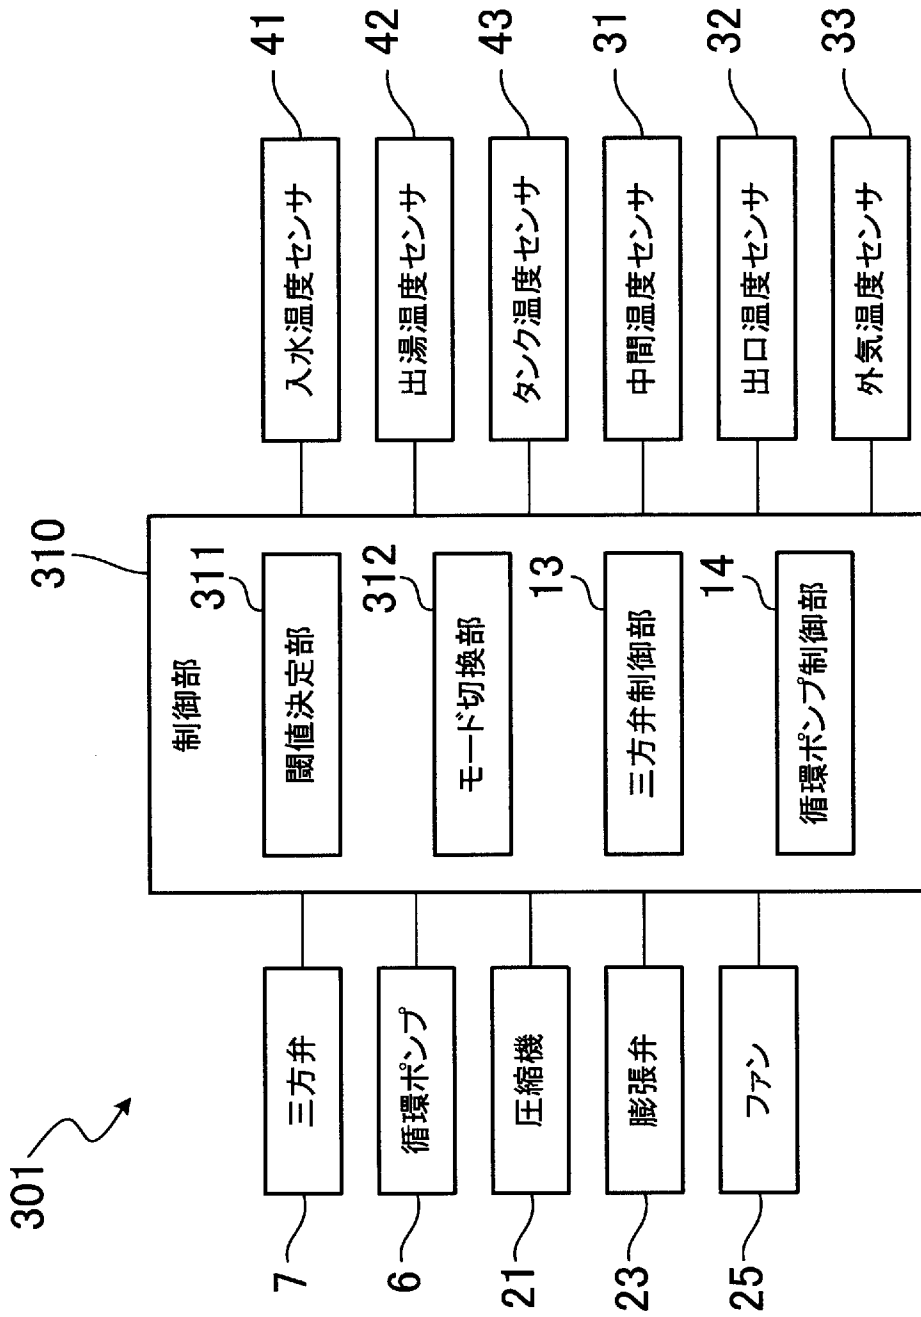 301
310
制御部
7
三方弁
6
循環ポンプ
21
圧縮機
23
膨張弁
25
ファン
311
閾値決定部
312
モード切換部
13
三方弁制御部
14
循環ポンプ制御部
入水温度センサ
41
出湯温度センサ
42
タンク温度センサ
43
中間温度センサ
31
出口温度センサ
32
外気温度センサ
33